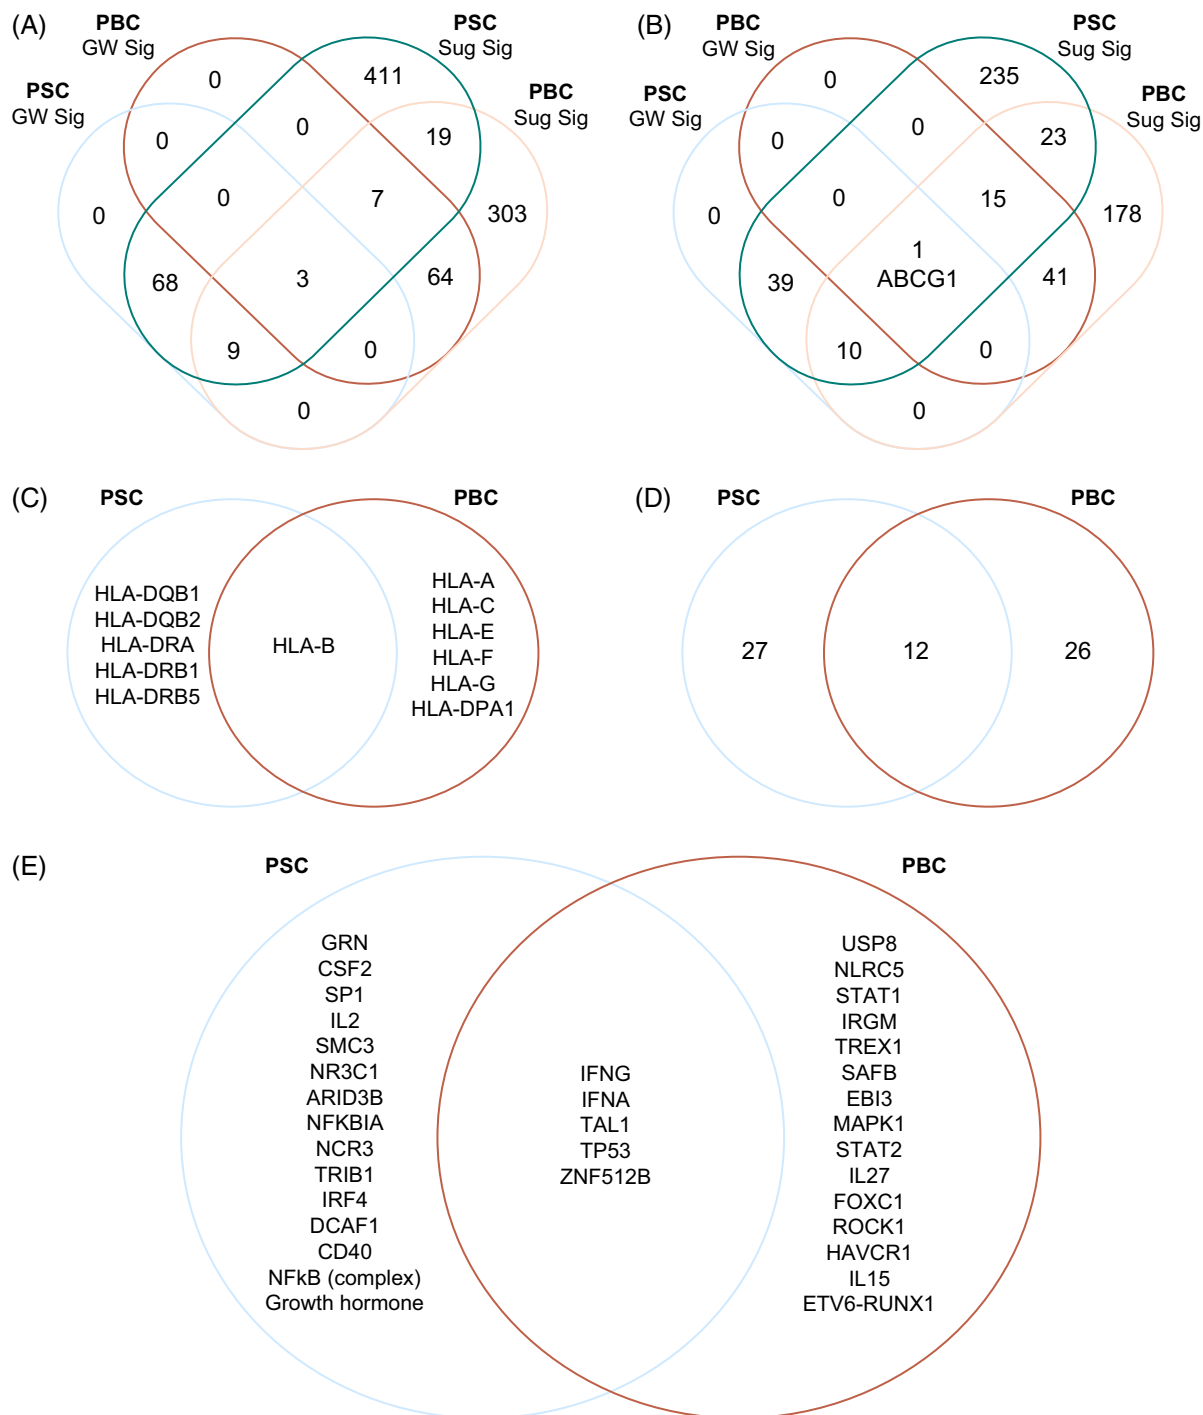 (A)
PBC
GW Sig
PSC
Sug Sig
PSC
GW Sig
PBC
Sug Sig
0
411
0
0
19
0
0
7
303
68
3
64
9
0
0
(B)
PBC
GW Sig
PSC
Sug Sig
PSC
GW Sig
PBC
Sug Sig
0
235
0
0
23
0
0
15
178
39
1
ABCG1
41
10
0
0
(C)
PSC
PBC
HLA-DQB1
HLA-DQB2
HLA-DRA
HLA-DRB1
HLA-DRB5
HLA-B
HLA-A
HLA-C
HLA-E
HLA-F
HLA-G
HLA-DPA1
(D)
PSC
PBC
27
12
26
(E)
PSC
PBC
GRN
CSF2
SP1
IL2
SMC3
NR3C1
ARID3B
NFKBIA
NCR3
TRIB1
IRF4
DCAF1
CD40
NFkB (complex)
Growth hormone
IFNG
IFNA
TAL1
TP53
ZNF512B
USP8
NLRC5
STAT1
IRGM
TREX1
SAFB
EBI3
MAPK1
STAT2
IL27
FOXC1
ROCK1
HAVCR1
IL15
ETV6-RUNX1